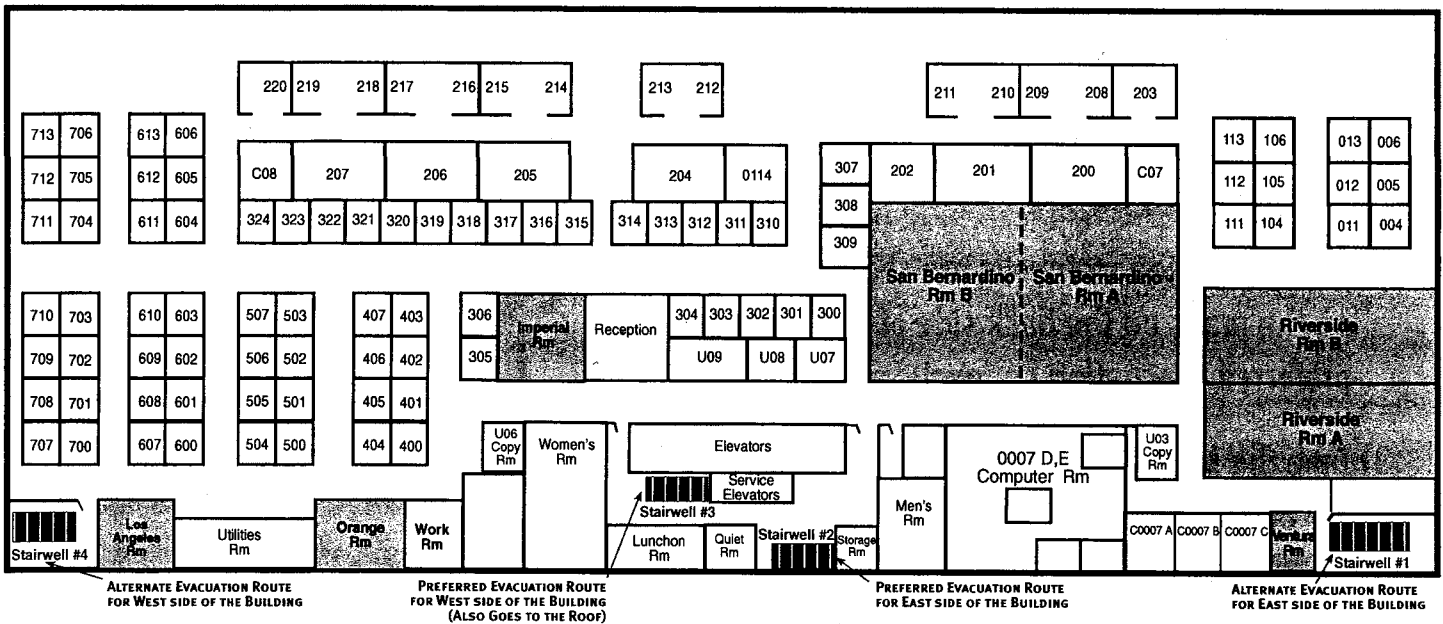 220 219 218 217 216 215 214
213 212
211 210 209 208 203
713 706
712 705
711 704
613 606
612 605
611 604
C08 207 206 205
324 323 322 321 320 319 318 317 316 315
204 0114
314 313 312 311 310
307
308
309
202 201 200 C07
San Bernardino
Rm B
San Bernardino
Rm A
113 106
112 105
111 104
013 006
012 005
011 004
710 703
709 702
708 701
707 700
610 603
609 602
608 601
607 600
507 503
506 502
505 501
504 500
407 403
406 402
405 401
404 400
306
305
Imperial
Rm
Reception
304 303 302 301 300
U09 U08 U07
Riverside
Rm B
Riverside
Rm A
U06
Copy
Rm
Women's
Rm
Elevators
Service
Elevators
Stairwell #3
0007 D,E
Computer Rm
U03
Copy
Rm
Stairwell #4
Los
Angeles
Rm
Utilities
Rm
Orange
Rm
Work
Rm
Lunchon
Rm
Quiet
Rm
Stairwell #2
Storage
Rm
Men's
Rm
C0007 A C0007 B C0007 C
Ventura
Rm
Stairwell #1
ALTERNATE EVACUATION ROUTE
FOR WEST SIDE OF THE BUILDING
PREFERRED EVACUATION ROUTE
FOR WEST SIDE OF THE BUILDING
(ALSO GOES TO THE ROOF)
PREFERRED EVACUATION ROUTE
FOR EAST SIDE OF THE BUILDING
ALTERNATE EVACUATION ROUTE
FOR EAST SIDE OF THE BUILDING